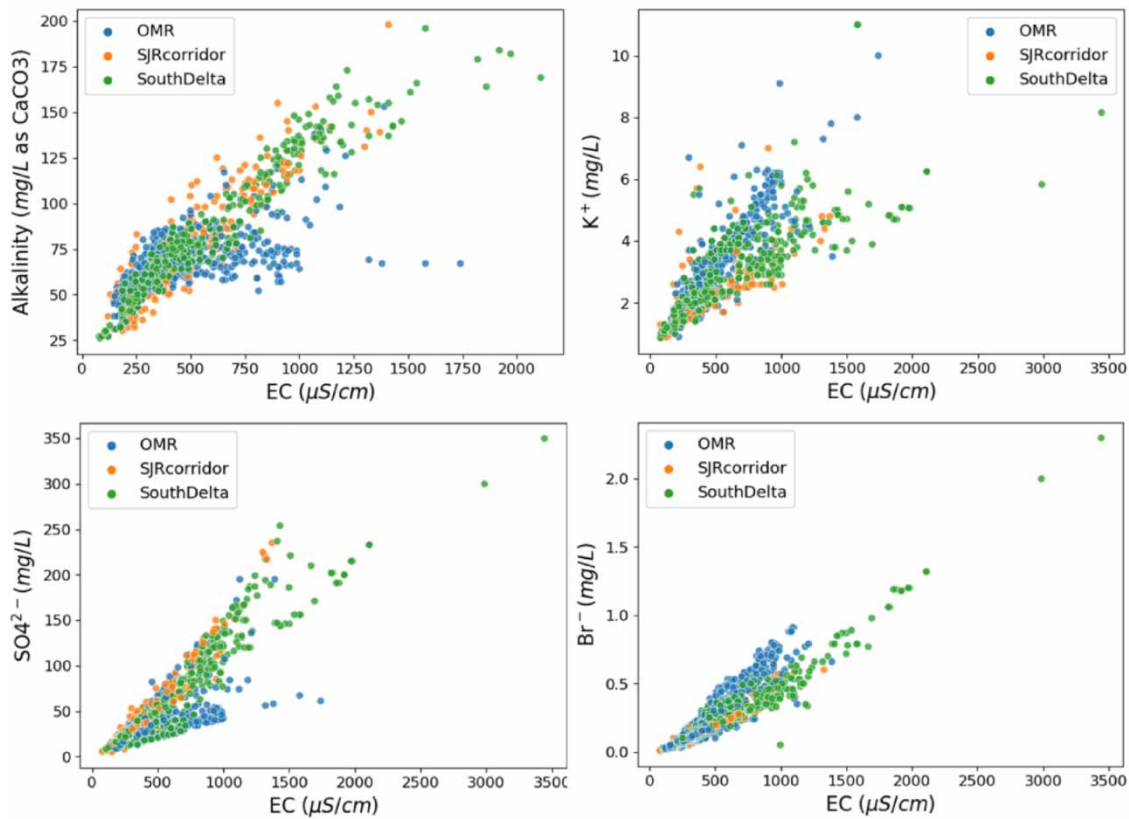 Alkalinity (mg/L as CaCO3)
200
175
150
125
100
75
50
25
OMR
SJRcorridor
SouthDelta
0 250 500 750 1000 1250 1500 1750 2000
EC (μS/cm)
K⁺ (mg/L)
10
8
6
4
2
OMR
SJRcorridor
SouthDelta
0 500 1000 1500 2000 2500 3000 3500
EC (μS/cm)
SO4²⁻ (mg/L)
350
300
250
200
150
100
50
0
OMR
SJRcorridor
SouthDelta
0 500 1000 1500 2000 2500 3000 3500
EC (μS/cm)
Br⁻ (mg/L)
2.0
1.5
1.0
0.5
0.0
OMR
SJRcorridor
SouthDelta
0 500 1000 1500 2000 2500 3000 3500
EC (μS/cm)